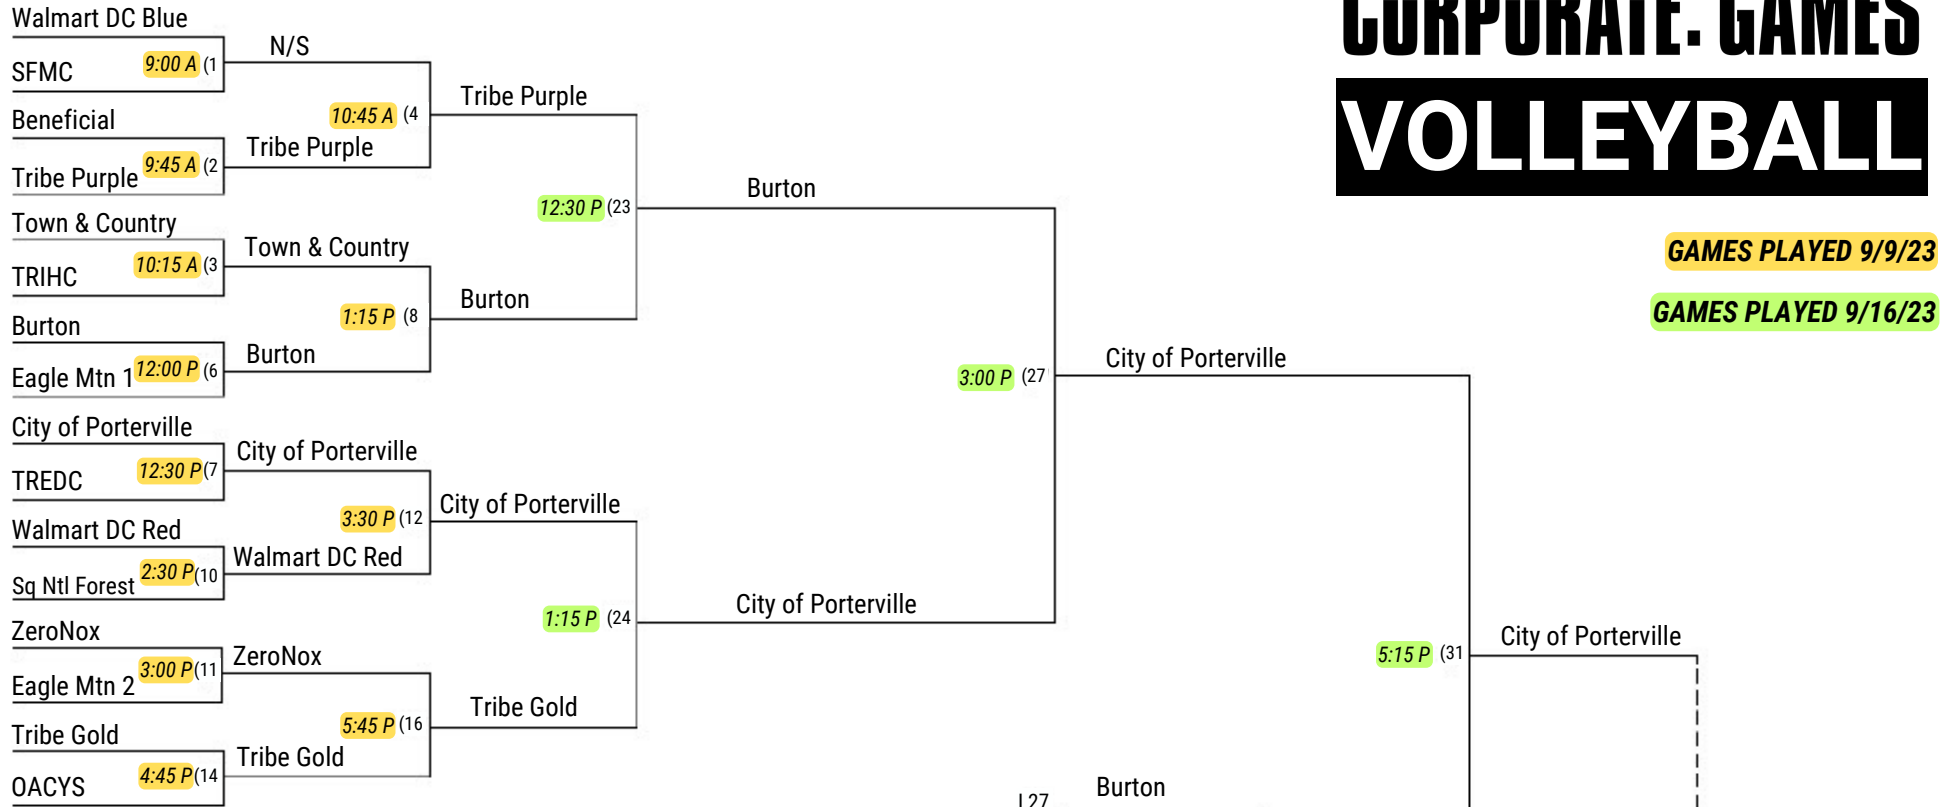 CORPORATE. GAMES
VOLLEYBALL
GAMES PLAYED 9/9/23
GAMES PLAYED 9/16/23
Walmart DC Blue
9:00 A (1
SFMC
N/S
Beneficial
9:45 A (2
Tribe Purple
Tribe Purple
10:45 A (4
Tribe Purple
Town & Country
10:15 A (3
TRIHC
Town & Country
Burton
12:00 P (6
Eagle Mtn 1
Burton
1:15 P (8
Burton
12:30 P (23
Burton
City of Porterville
12:30 P (7
TREDC
City of Porterville
Walmart DC Red
2:30 P (10
Sq Ntl Forest
Walmart DC Red
3:30 P (12
City of Porterville
ZeroNox
3:00 P (11
Eagle Mtn 2
ZeroNox
Tribe Gold
4:45 P (14
OACYS
Tribe Gold
5:45 P (16
Tribe Gold
1:15 P (24
City of Porterville
3:00 P (27
City of Porterville
5:15 P (31
City of Porterville
L27
Burton